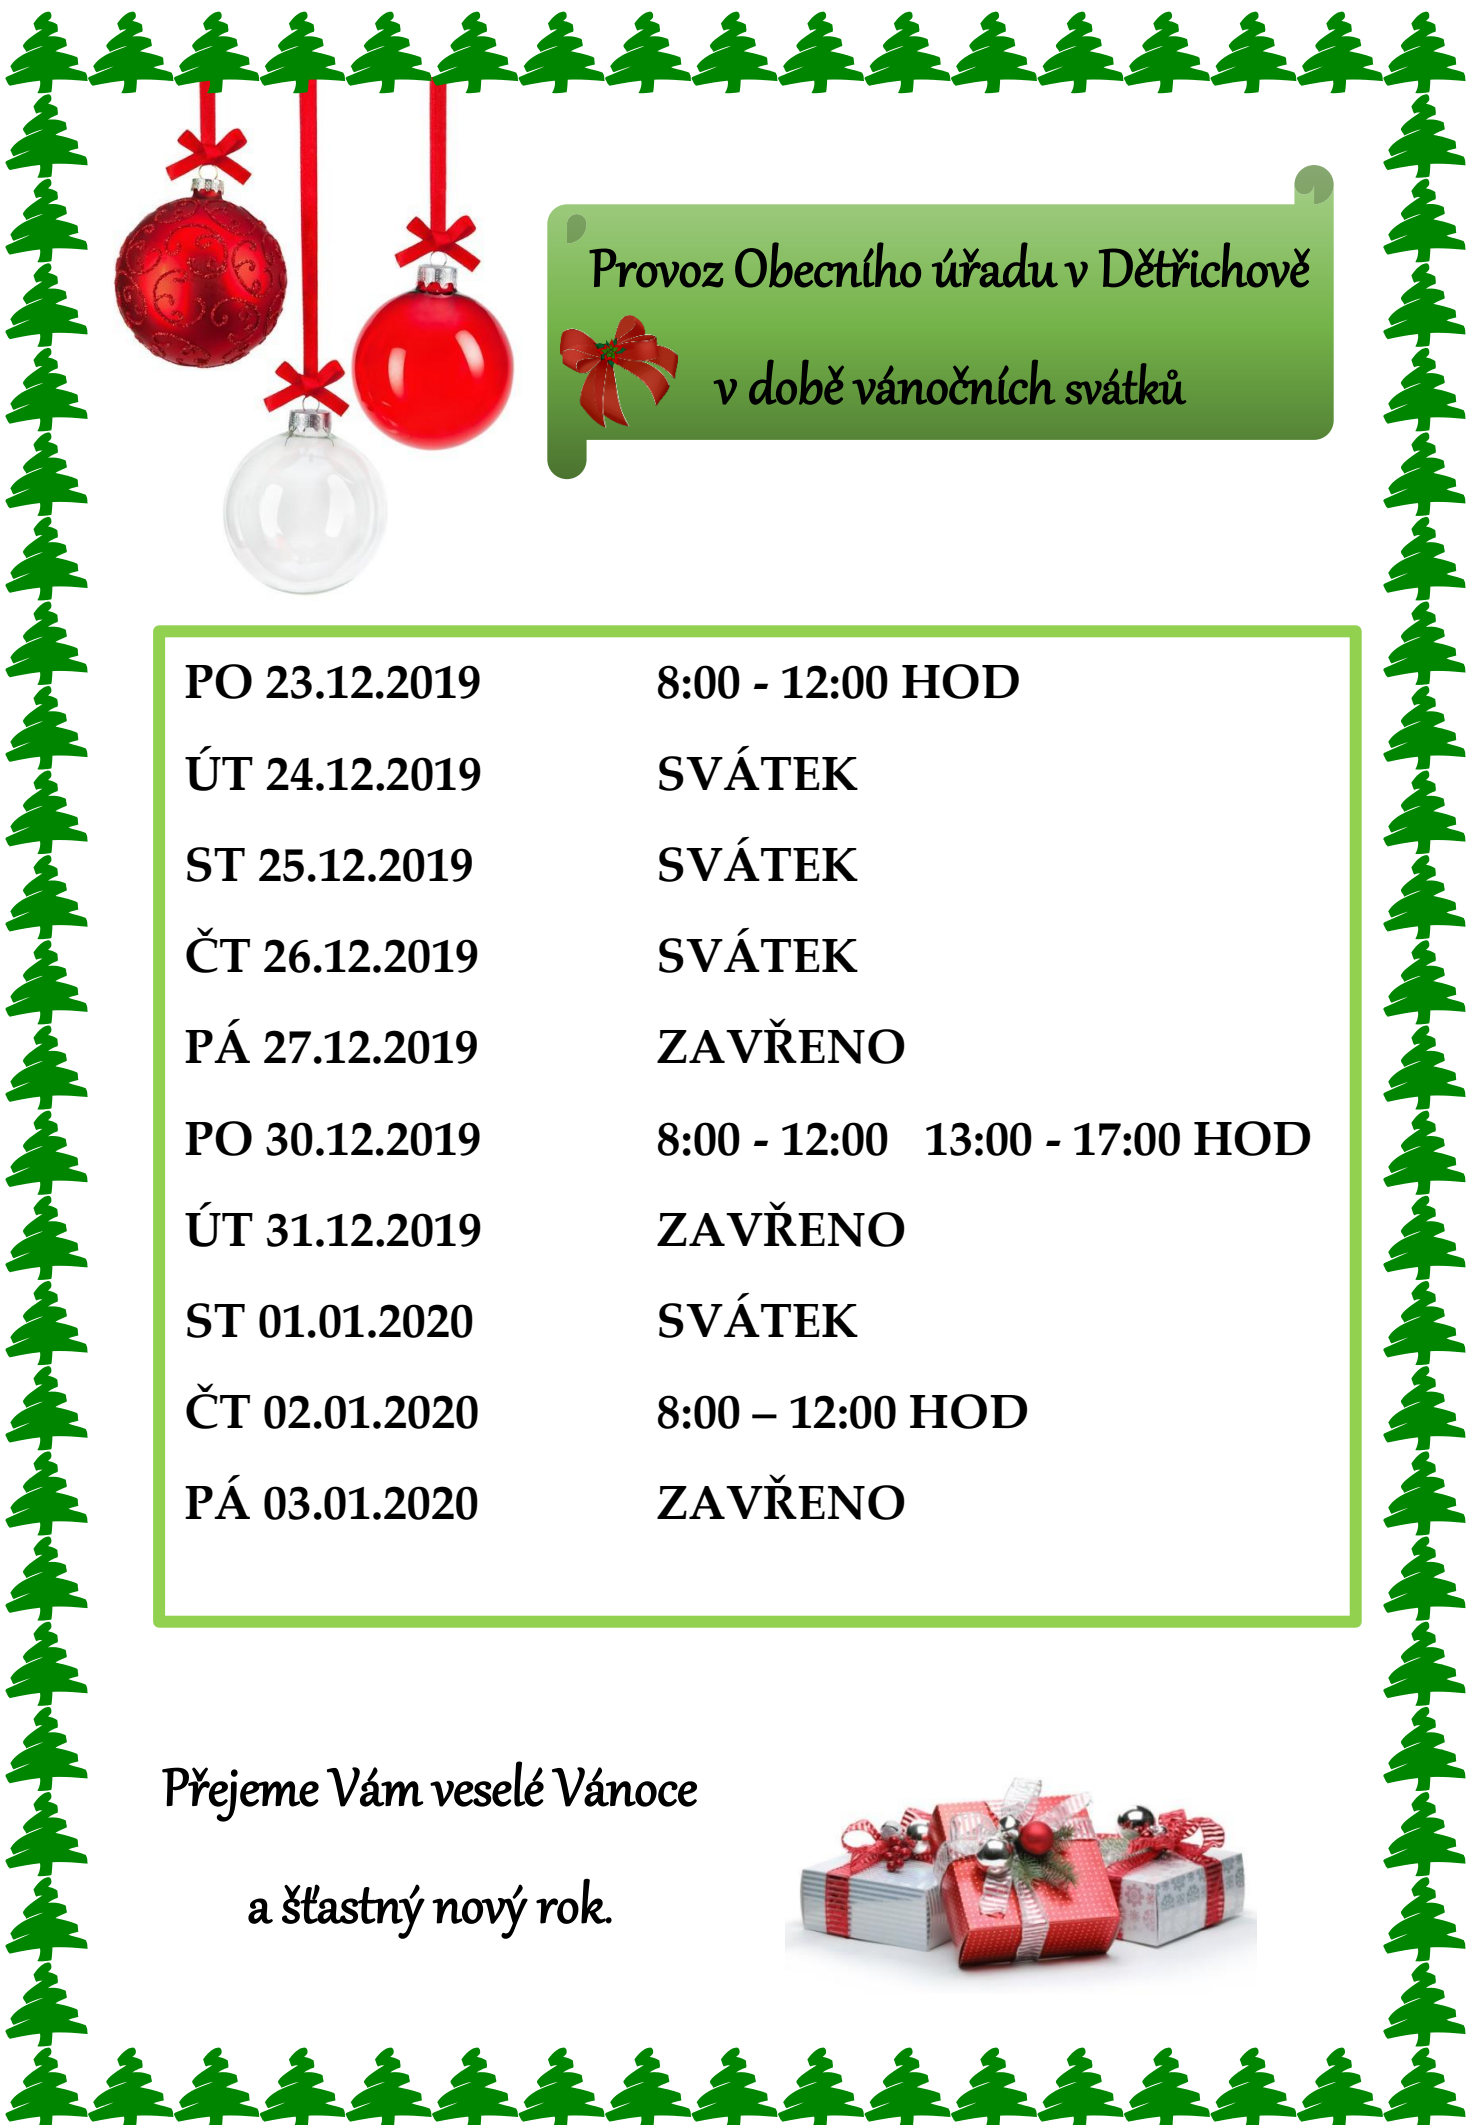 Provoz Obecního úřadu v Dětřichově
v době vánočních svátků
PO 23.12.2019 8:00 - 12:00 HOD
ÚT 24.12.2019 SVÁTEK
ST 25.12.2019 SVÁTEK
ČT 26.12.2019 SVÁTEK
PÁ 27.12.2019 ZAVŘENO
PO 30.12.2019 8:00 - 12:00 13:00 - 17:00 HOD
ÚT 31.12.2019 ZAVŘENO
ST 01.01.2020 SVÁTEK
ČT 02.01.2020 8:00 – 12:00 HOD
PÁ 03.01.2020 ZAVŘENO
Přejeme Vám veselé Vánoce
a šťastný nový rok.